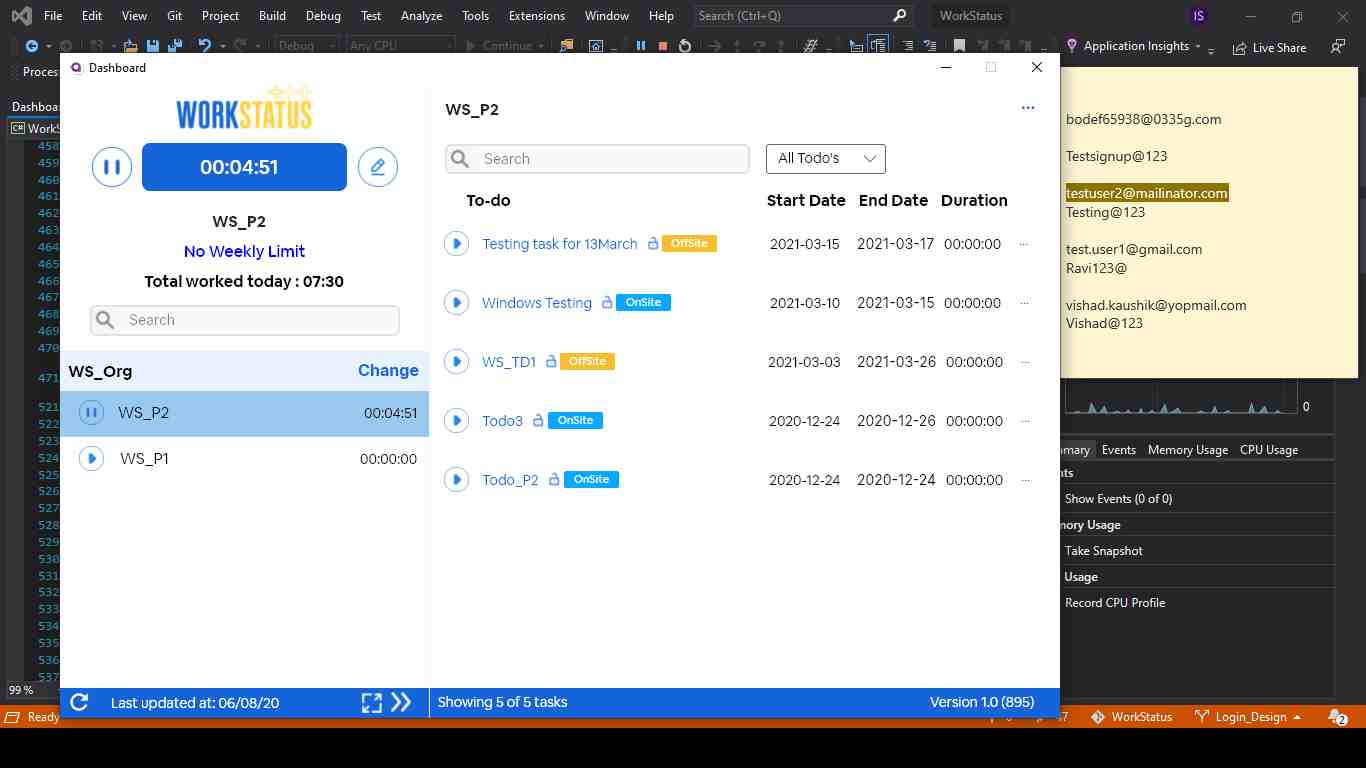 File Edit View Git Project Build Debug Test Analyze Tools Extensions Window Help Search (Ctrl+Q) WorkStatus IS
Debug Any CPU Continue Application Insights Live Share
Dashboard
WORKSTATUS
00:04:51
WS_P2
No Weekly Limit
Total worked today : 07:30
Search
WS_Org Change
WS_P2 00:04:51
WS_P1 00:00:00
Last updated at: 06/08/20
WS_P2 ...
Search All Todo's
To-do Start Date End Date Duration
Testing task for 13March OffSite 2021-03-15 2021-03-17 00:00:00 ...
Windows Testing OnSite 2021-03-10 2021-03-15 00:00:00 ...
WS_TD1 OffSite 2021-03-03 2021-03-26 00:00:00 ...
Todo3 OnSite 2020-12-24 2020-12-26 00:00:00 ...
Todo_P2 OnSite 2020-12-24 2020-12-24 00:00:00 ...
Showing 5 of 5 tasks Version 1.0 (895)
bodef65938@0335g.com
Testsignup@123
testuser2@mailinator.com
Testing@123
test.user1@gmail.com
Ravi123@
vishad.kaushik@yopmail.com
Vishad@123
0
Events Memory Usage CPU Usage
Show Events (0 of 0)
Usage
Take Snapshot
Usage
Record CPU Profile
458
459
460
461
462
463
464
465
466
467
468
469
470
471
521
522
523
524
525
526
527
528
529
530
531
532
533
534
535
536
537
99 %
Ready WorkStatus Login_Design 2